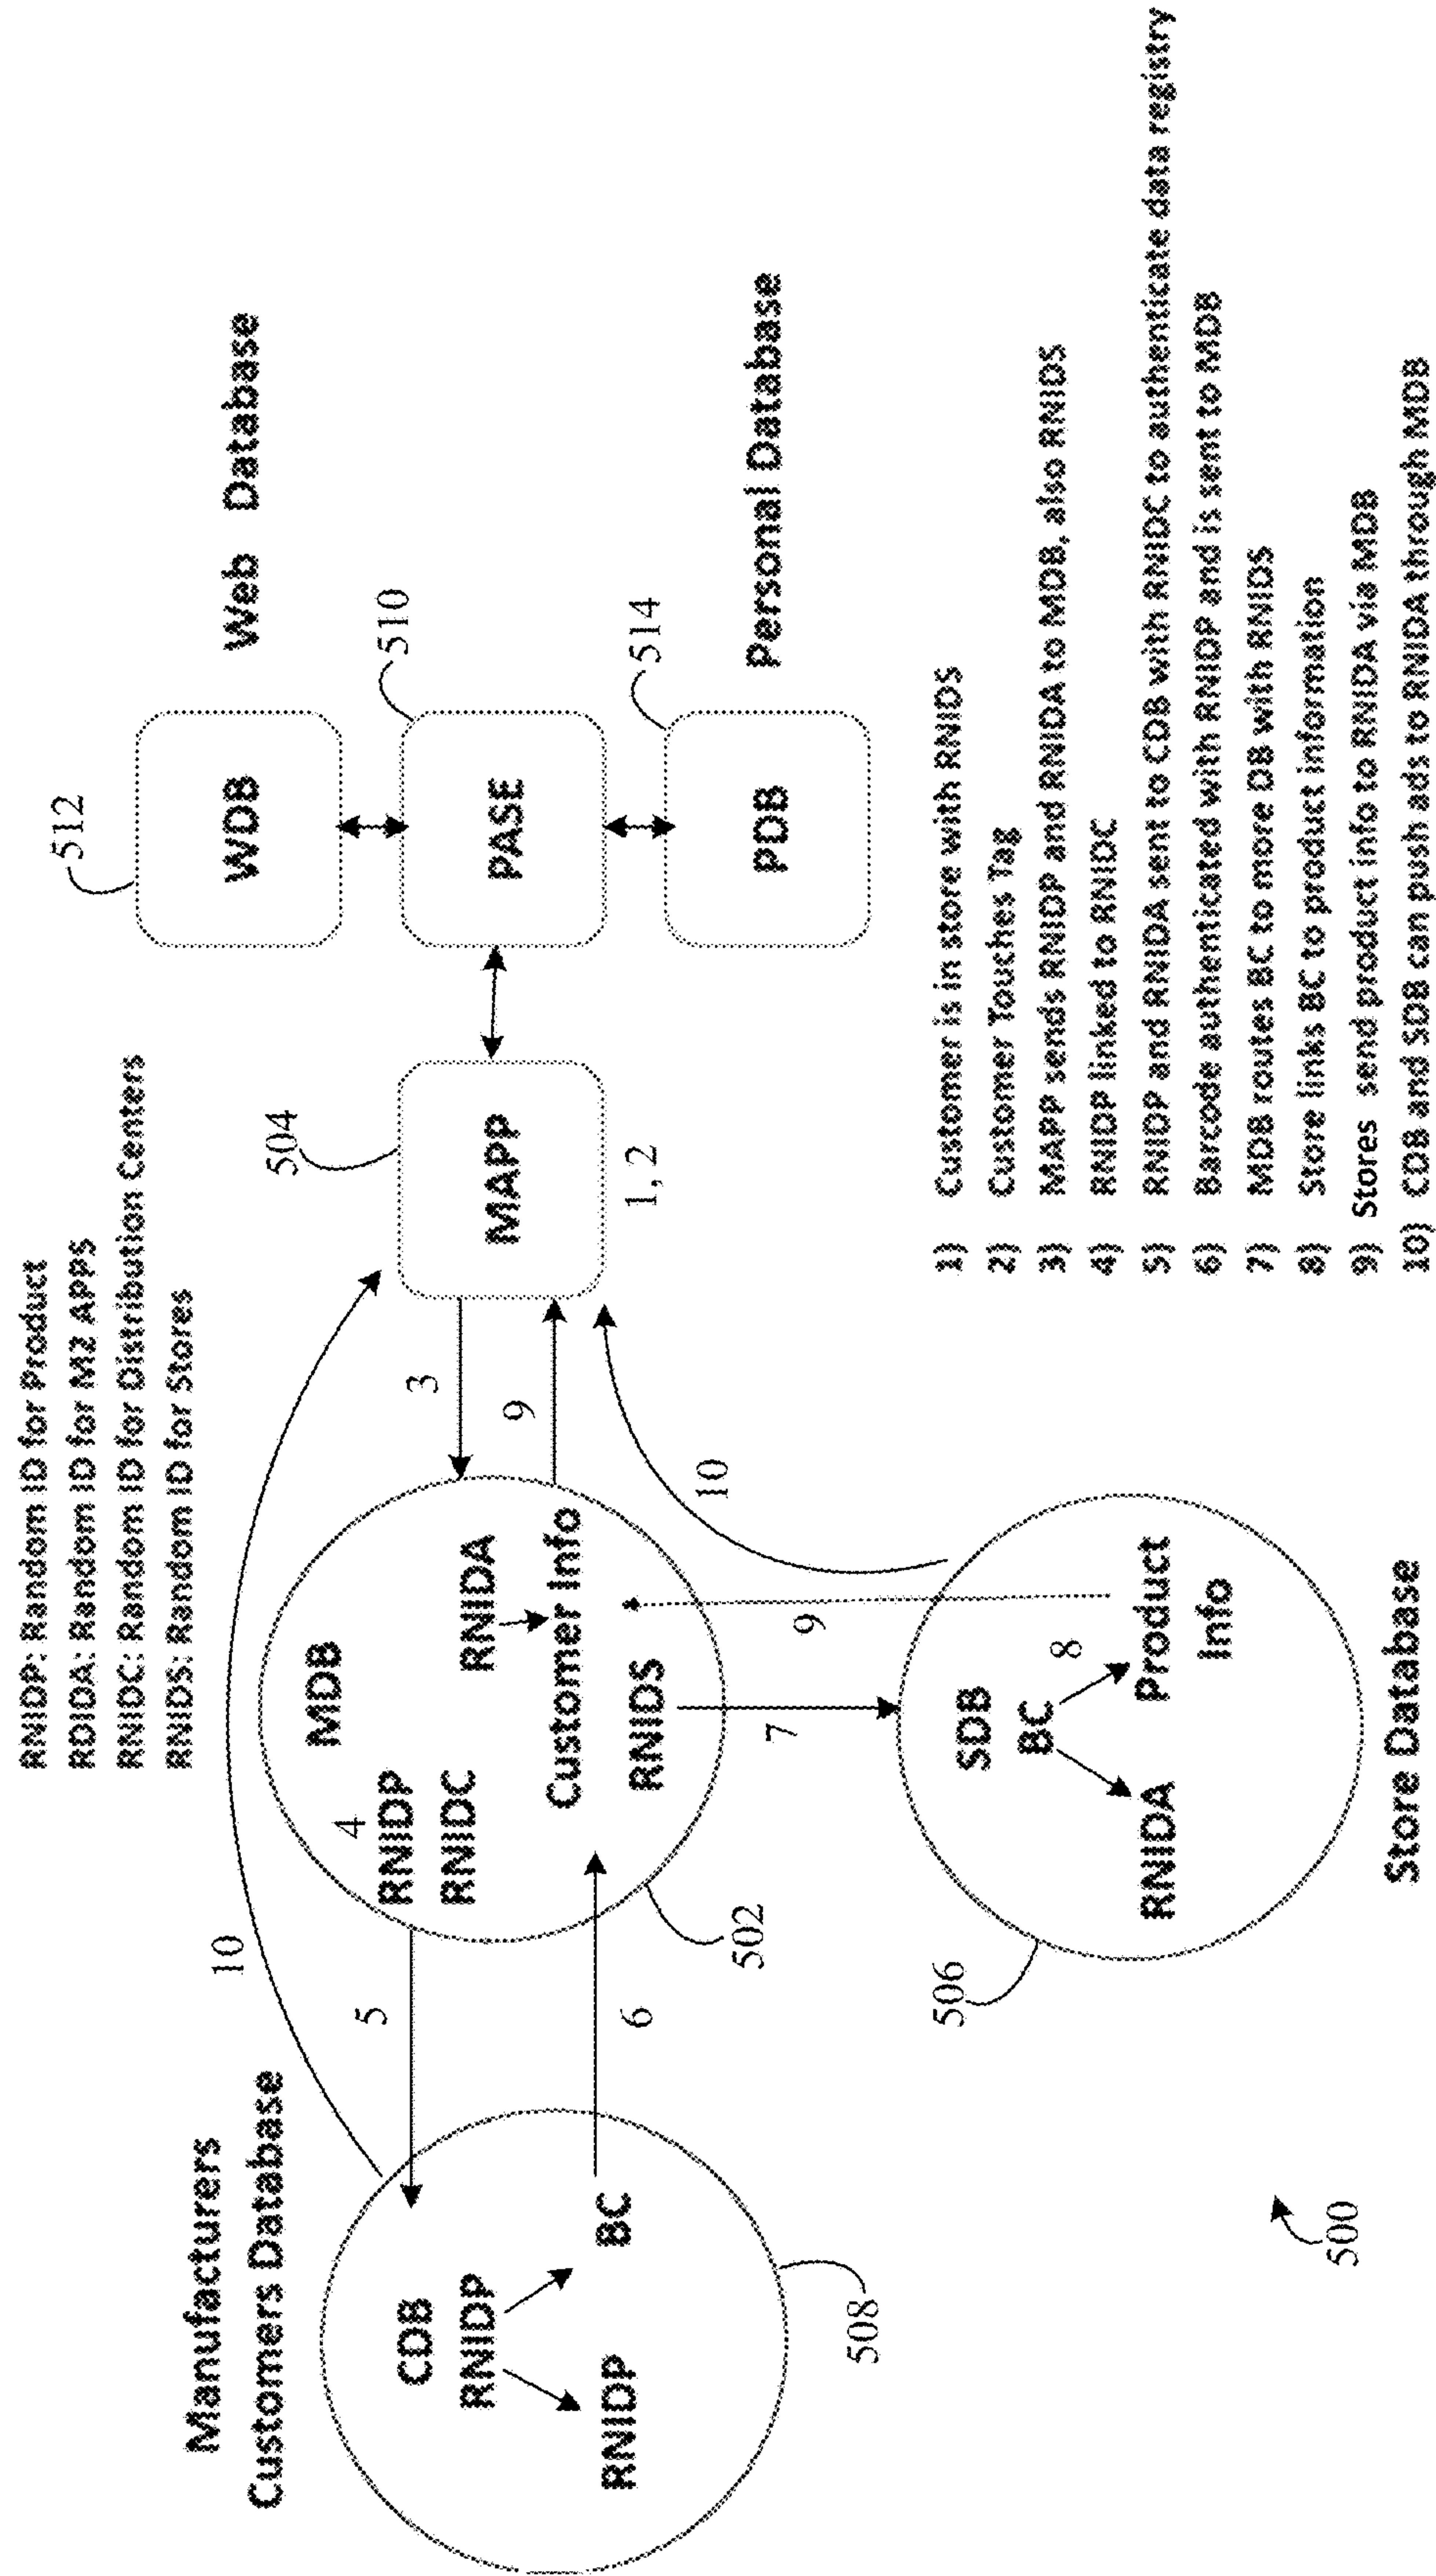 RNIDP: Random ID for Product
RDIDA: Random ID for M2 APPS
RNIDC: Random ID for Distribution Centers
RNIDS: Random ID for Stores
Manufacturers
Customers Database
10
5
6
CDB
RNIDP
RNIDP
BC
508
MDB
4
RNIDP
RNIDC
RNIDA
Customer Info
RNIDS
502
3
9
504
MAPP
1, 2
512
WDB
Web Database
510
PASE
514
PDB
Personal Database
7
9
10
506
SDB
BC
8
RNIDA
Product
Info
Store Database
500
1) Customer is in store with RNIDS
2) Customer Touches Tag
3) MAPP sends RNIDP and RNIDA to MDB, also RNIDS
4) RNIDP linked to RNIDC
5) RNIDP and RNIDA sent to CDB with RNIDC to authenticate data registry
6) Barcode authenticated with RNIDP and is sent to MDB
7) MDB routes BC to more DB with RNIDS
8) Store links BC to product information
9) Stores send product info to RNIDA via MDB
10) CDB and SDB can push ads to RNIDA through MDB